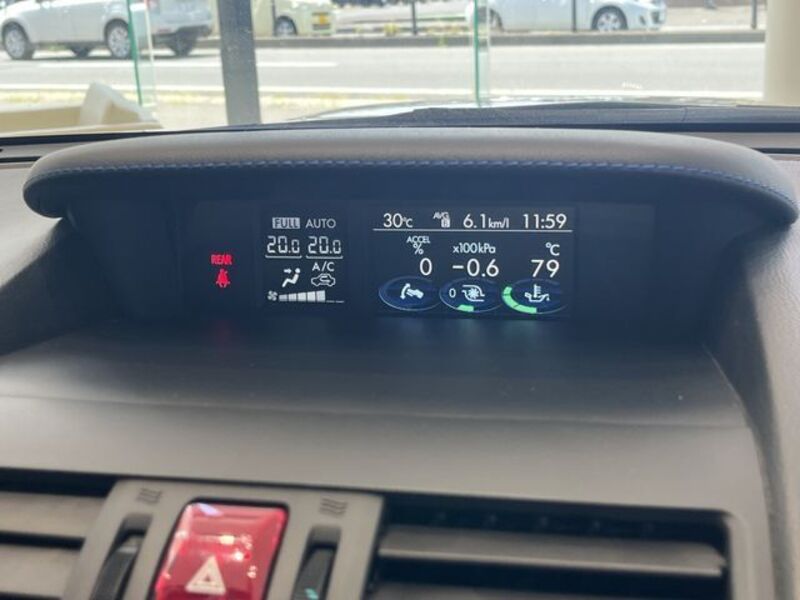 30℃ AVG B 6.1km/l 11:59
FULL AUTO
20.0 20.0
A/C
REAR
ACCEL % ×100kPa ℃
0 −0.6 79
0